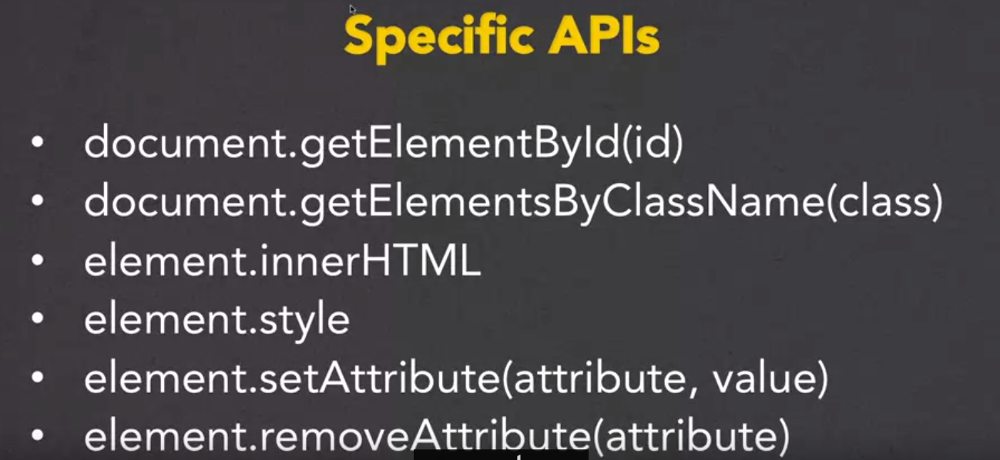 Specific APIs
• document.getElementById(id)
• document.getElementsByClassName(class)
• element.innerHTML
• element.style
• element.setAttribute(attribute, value)
• element.removeAttribute(attribute)